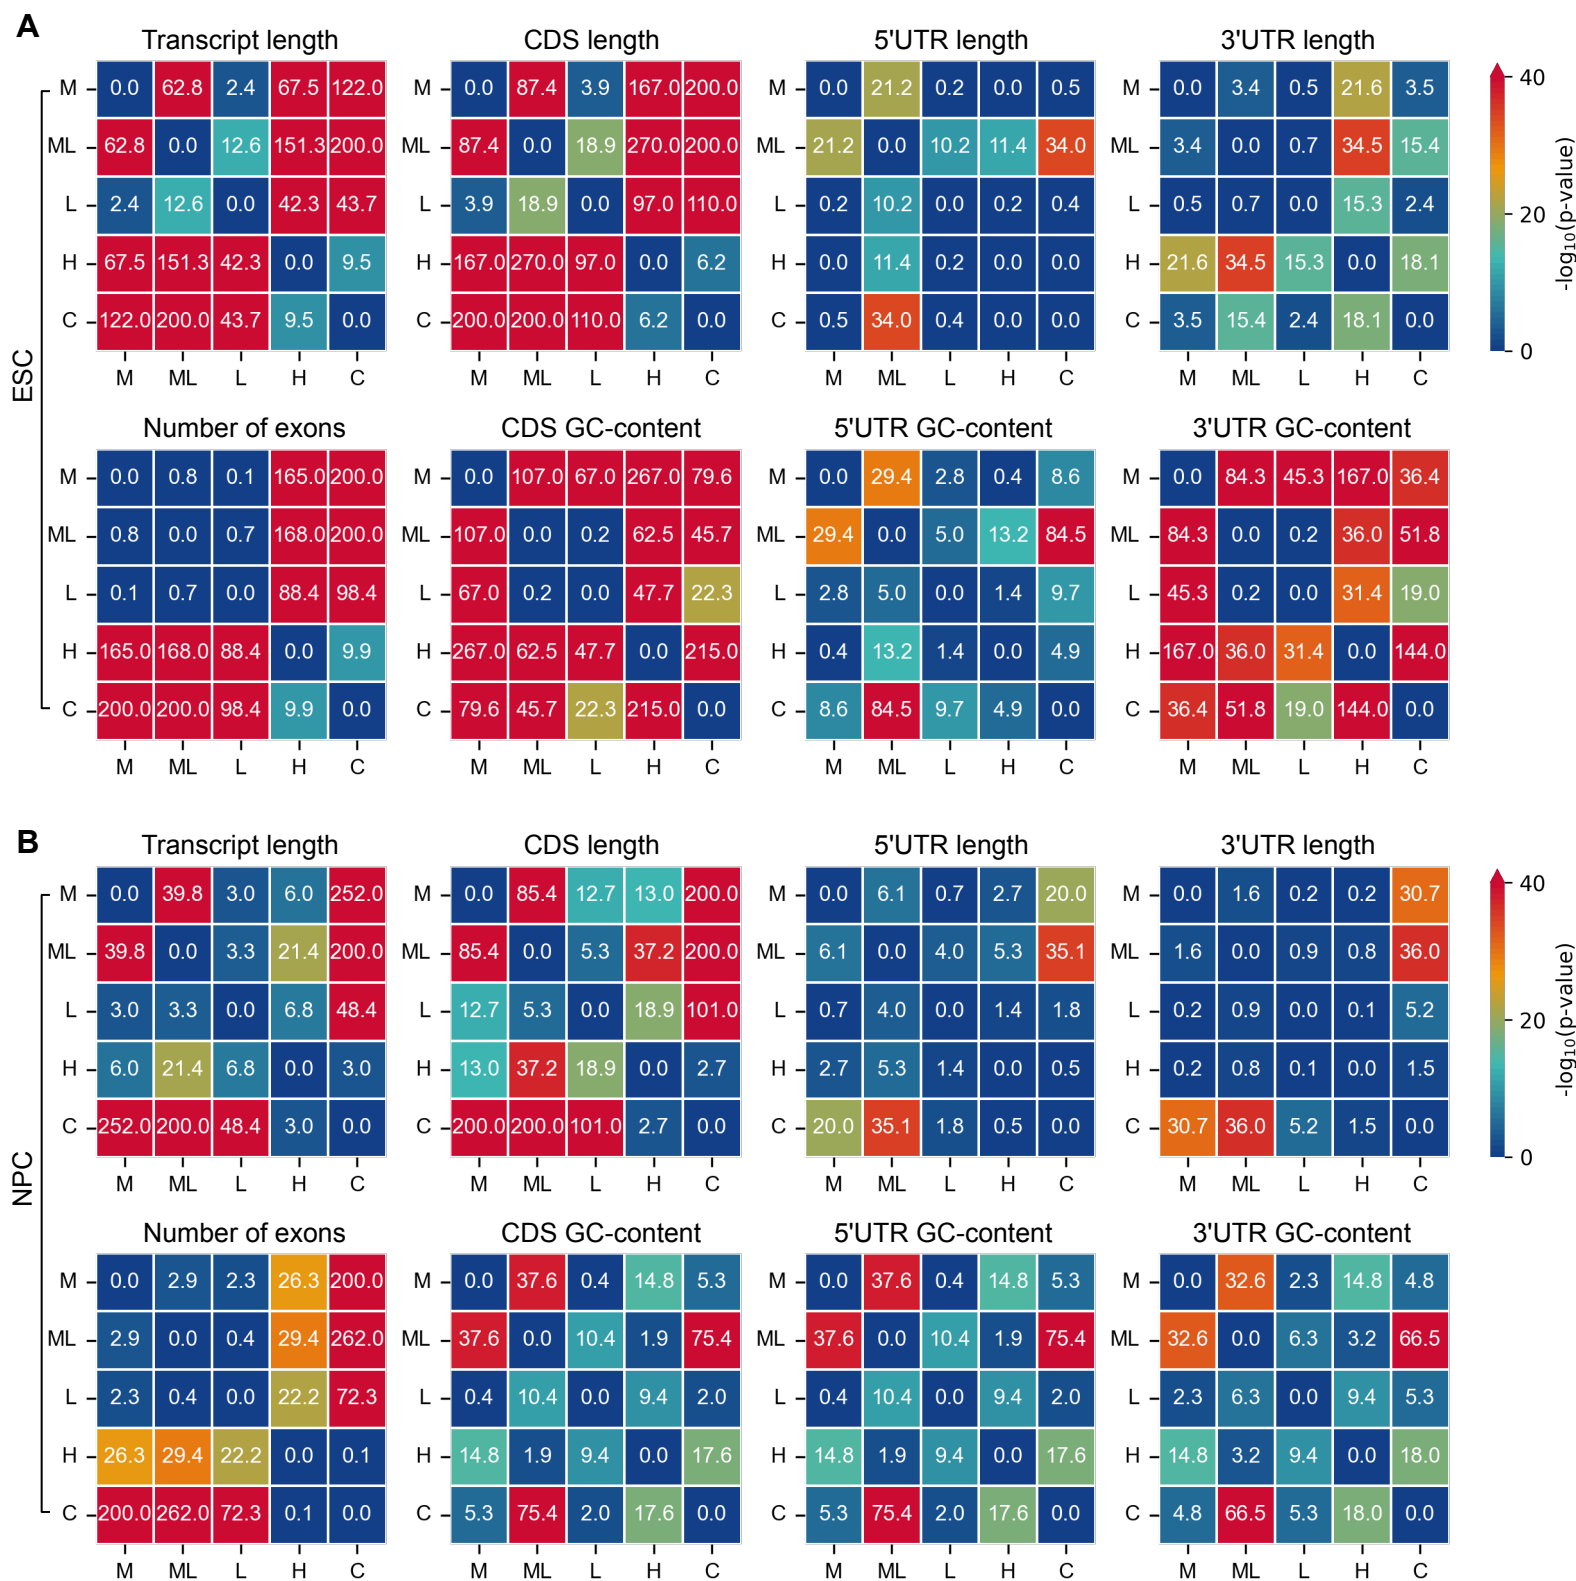 A
Transcript length CDS length 5'UTR length 3'UTR length
M 0.0 62.8 2.4 67.5 122.0 0.0 87.4 3.9 167.0 200.0 M 0.0 21.2 0.2 0.0 0.5 M 0.0 3.4 0.5 21.6 3.5 40
ML 62.8 0.0 12.6 151.3 200.0 87.4 0.0 18.9 270.0 200.0 ML 21.2 0.0 10.2 11.4 34.0 ML 3.4 0.0 0.7 34.5 15.4
L 2.4 12.6 0.0 42.3 43.7 3.9 18.9 0.0 97.0 110.0 L 0.2 10.2 0.0 0.2 0.4 L 0.5 0.7 0.0 15.3 2.4 20
H 67.5 151.3 42.3 0.0 9.5 167.0 270.0 97.0 0.0 6.2 H 0.0 11.4 0.2 0.0 0.0 H 21.6 34.5 15.3 0.0 18.1
C 122.0 200.0 43.7 9.5 0.0 200.0 200.0 110.0 6.2 0.0 C 0.5 34.0 0.4 0.0 0.0 C 3.5 15.4 2.4 18.1 0.0 0
M ML L H C M ML L H C M ML L H C M ML L H C
-log10(p-value)
ESC
Number of exons CDS GC-content 5'UTR GC-content 3'UTR GC-content
M 0.0 0.8 0.1 165.0 200.0 M 0.0 107.0 67.0 267.0 79.6 M 0.0 29.4 2.8 0.4 8.6 M 0.0 84.3 45.3 167.0 36.4
ML 0.8 0.0 0.7 168.0 200.0 ML 107.0 0.0 0.2 62.5 45.7 ML 29.4 0.0 5.0 13.2 84.5 ML 84.3 0.0 0.2 36.0 51.8
L 0.1 0.7 0.0 88.4 98.4 L 67.0 0.2 0.0 47.7 22.3 L 2.8 5.0 0.0 1.4 9.7 L 45.3 0.2 0.0 31.4 19.0
H 165.0 168.0 88.4 0.0 9.9 H 267.0 62.5 47.7 0.0 215.0 H 0.4 13.2 1.4 0.0 4.9 H 167.0 36.0 31.4 0.0 144.0
C 200.0 200.0 98.4 9.9 0.0 C 79.6 45.7 22.3 215.0 0.0 C 8.6 84.5 9.7 4.9 0.0 C 36.4 51.8 19.0 144.0 0.0
M ML L H C M ML L H C M ML L H C M ML L H C
B
Transcript length CDS length 5'UTR length 3'UTR length
M 0.0 39.8 3.0 6.0 252.0 M 0.0 85.4 12.7 13.0 200.0 M 0.0 6.1 0.7 2.7 20.0 M 0.0 1.6 0.2 0.2 30.7 40
ML 39.8 0.0 3.3 21.4 200.0 ML 85.4 0.0 5.3 37.2 200.0 ML 6.1 0.0 4.0 5.3 35.1 ML 1.6 0.0 0.9 0.8 36.0
L 3.0 3.3 0.0 6.8 48.4 L 12.7 5.3 0.0 18.9 101.0 L 0.7 4.0 0.0 1.4 1.8 L 0.2 0.9 0.0 0.1 5.2 20
H 6.0 21.4 6.8 0.0 3.0 H 13.0 37.2 18.9 0.0 2.7 H 2.7 5.3 1.4 0.0 0.5 H 0.2 0.8 0.1 0.0 1.5
C 252.0 200.0 48.4 3.0 0.0 C 200.0 200.0 101.0 2.7 0.0 C 20.0 35.1 1.8 0.5 0.0 C 30.7 36.0 5.2 1.5 0.0 0
M ML L H C M ML L H C M ML L H C M ML L H C
-log10(p-value)
NPC
Number of exons CDS GC-content 5'UTR GC-content 3'UTR GC-content
M 0.0 2.9 2.3 26.3 200.0 M 0.0 37.6 0.4 14.8 5.3 M 0.0 37.6 0.4 14.8 5.3 M 0.0 32.6 2.3 14.8 4.8
ML 2.9 0.0 0.4 29.4 262.0 ML 37.6 0.0 10.4 1.9 75.4 ML 37.6 0.0 10.4 1.9 75.4 ML 32.6 0.0 6.3 3.2 66.5
L 2.3 0.4 0.0 22.2 72.3 L 0.4 10.4 0.0 9.4 2.0 L 0.4 10.4 0.0 9.4 2.0 L 2.3 6.3 0.0 9.4 5.3
H 26.3 29.4 22.2 0.0 0.1 H 14.8 1.9 9.4 0.0 17.6 H 14.8 1.9 9.4 0.0 17.6 H 14.8 3.2 9.4 0.0 18.0
C 200.0 262.0 72.3 0.1 0.0 C 5.3 75.4 2.0 17.6 0.0 C 5.3 75.4 2.0 17.6 0.0 C 4.8 66.5 5.3 18.0 0.0
M ML L H C M ML L H C M ML L H C M ML L H C